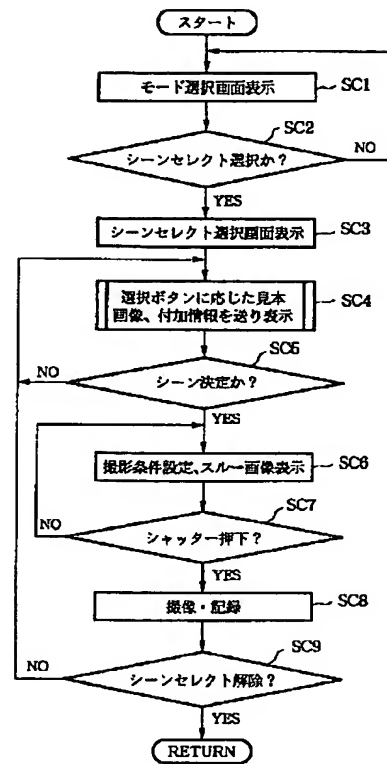 スタート
モード選択画面表示
SC1
SC2
シーンセレクト選択か？
NO
YES
シーンセレクト選択画面表示
SC3
選択ボタンに応じた見本
画像、付加情報を送り表示
SC4
SC5
NO
シーン決定か？
YES
撮影条件設定、スルー画像表示
SC6
SC7
NO
シャッター押下？
YES
撮像・記録
SC8
SC9
NO
シーンセレクト解除？
YES
RETURN